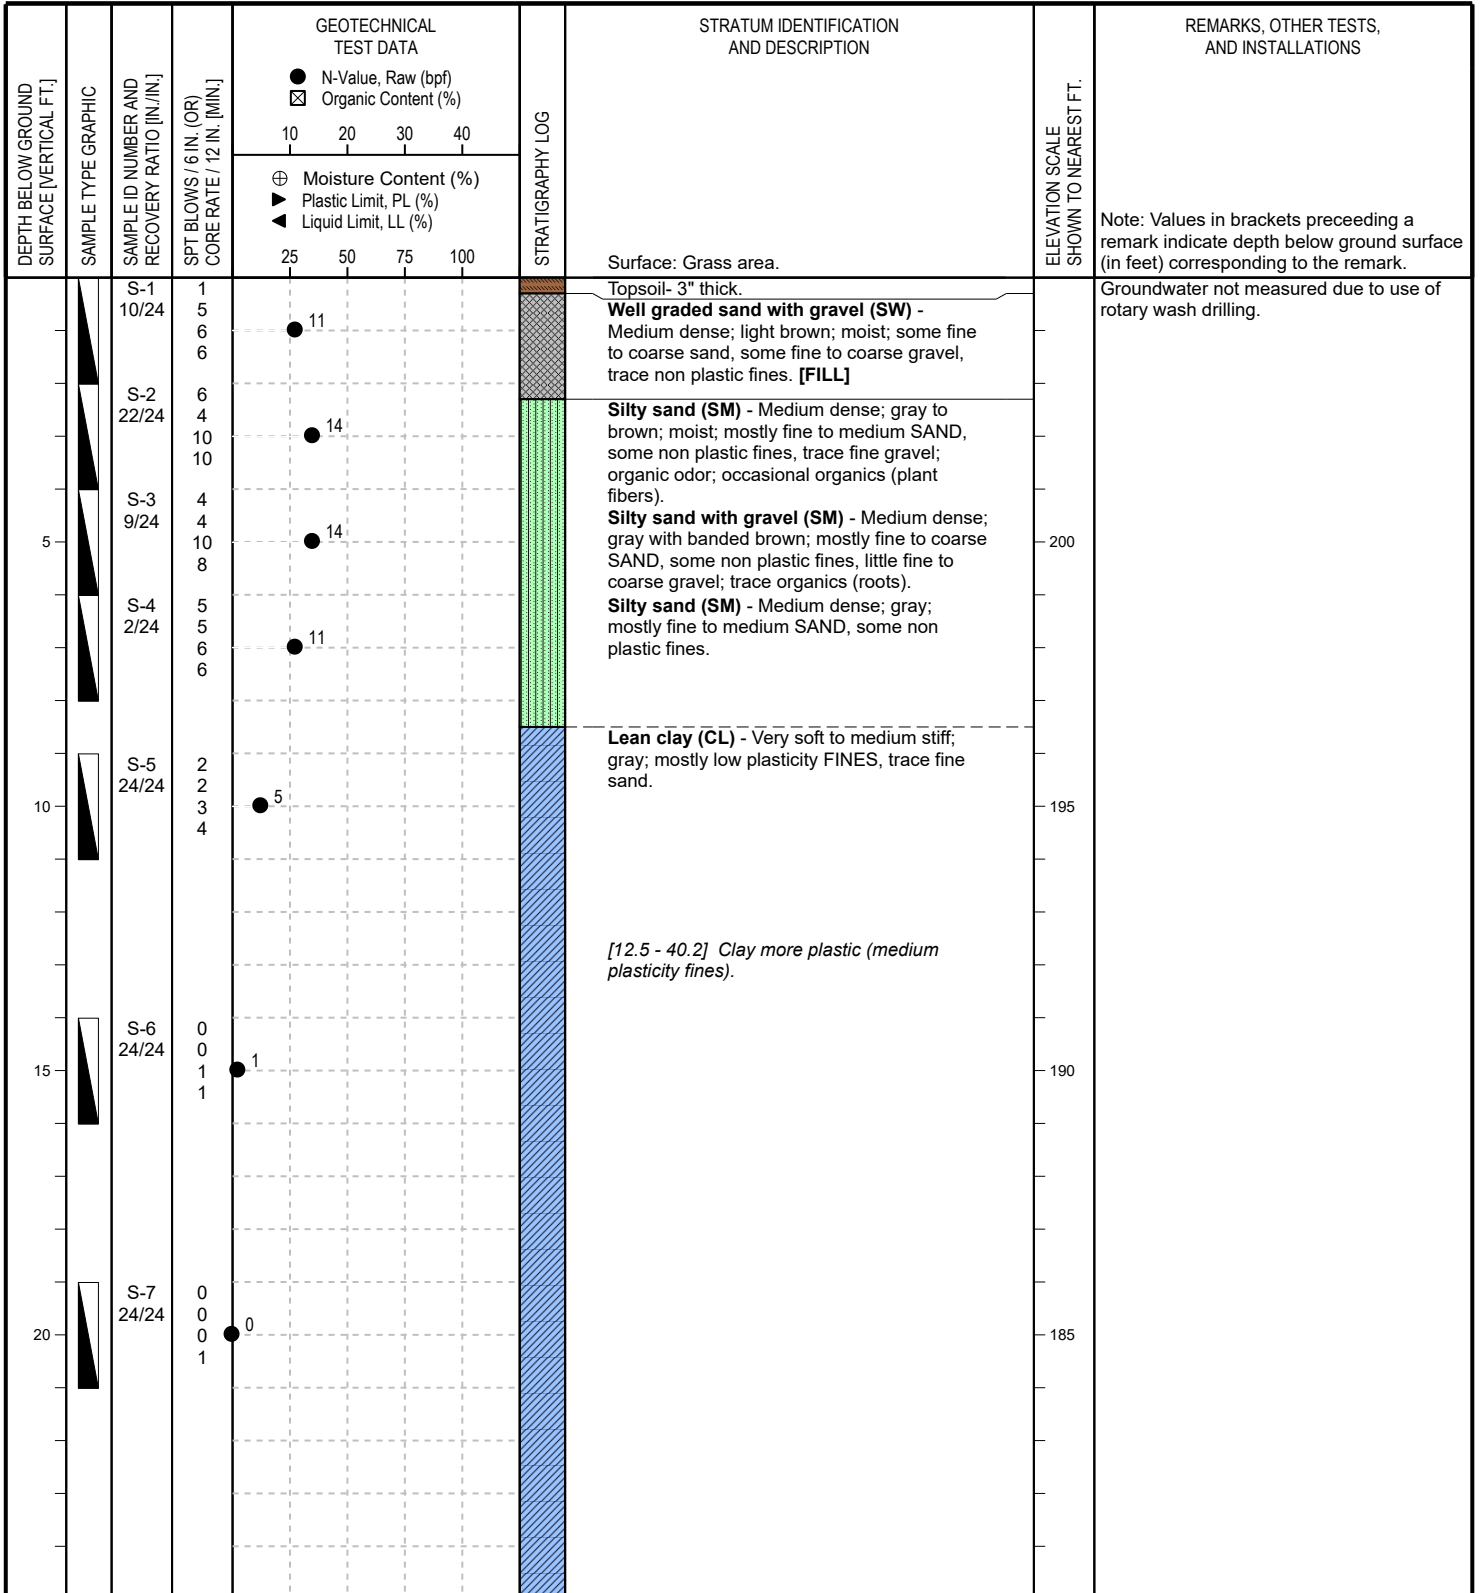 GEOTECHNICAL
TEST DATA
N-Value, Raw (bpf)
Organic Content (%)
10 20 30 40
Moisture Content (%)
Plastic Limit, PL (%)
Liquid Limit, LL (%)
25 50 75 100
DEPTH BELOW GROUND
SURFACE [VERTICAL FT.]
SAMPLE TYPE GRAPHIC
SAMPLE ID NUMBER AND
RECOVERY RATIO [IN./IN.]
SPT BLOWS / 6 IN. (OR)
CORE RATE / 12 IN. [MIN.]
STRATIGRAPHY LOG
STRATUM IDENTIFICATION
AND DESCRIPTION
Surface: Grass area.
ELEVATION SCALE
SHOWN TO NEAREST FT.
REMARKS, OTHER TESTS,
AND INSTALLATIONS
Note: Values in brackets preceeding a
remark indicate depth below ground surface
(in feet) corresponding to the remark.
S-1
10/24
1
5
6
6
11
Topsoil- 3" thick.
Well graded sand with gravel (SW) -
Medium dense; light brown; moist; some fine
to coarse sand, some fine to coarse gravel,
trace non plastic fines. [FILL]
Groundwater not measured due to use of
rotary wash drilling.
S-2
22/24
6
4
10
10
14
Silty sand (SM) - Medium dense; gray to
brown; moist; mostly fine to medium SAND,
some non plastic fines, trace fine gravel;
organic odor; occasional organics (plant
fibers).
5
S-3
9/24
4
4
10
8
14
Silty sand with gravel (SM) - Medium dense;
gray with banded brown; mostly fine to coarse
SAND, some non plastic fines, little fine to
coarse gravel; trace organics (roots).
200
S-4
2/24
5
5
6
6
11
Silty sand (SM) - Medium dense; gray;
mostly fine to medium SAND, some non
plastic fines.
10
S-5
24/24
2
2
3
4
5
Lean clay (CL) - Very soft to medium stiff;
gray; mostly low plasticity FINES, trace fine
sand.
195
[12.5 - 40.2] Clay more plastic (medium
plasticity fines).
15
S-6
24/24
0
0
1
1
1
190
20
S-7
24/24
0
0
0
1
0
185